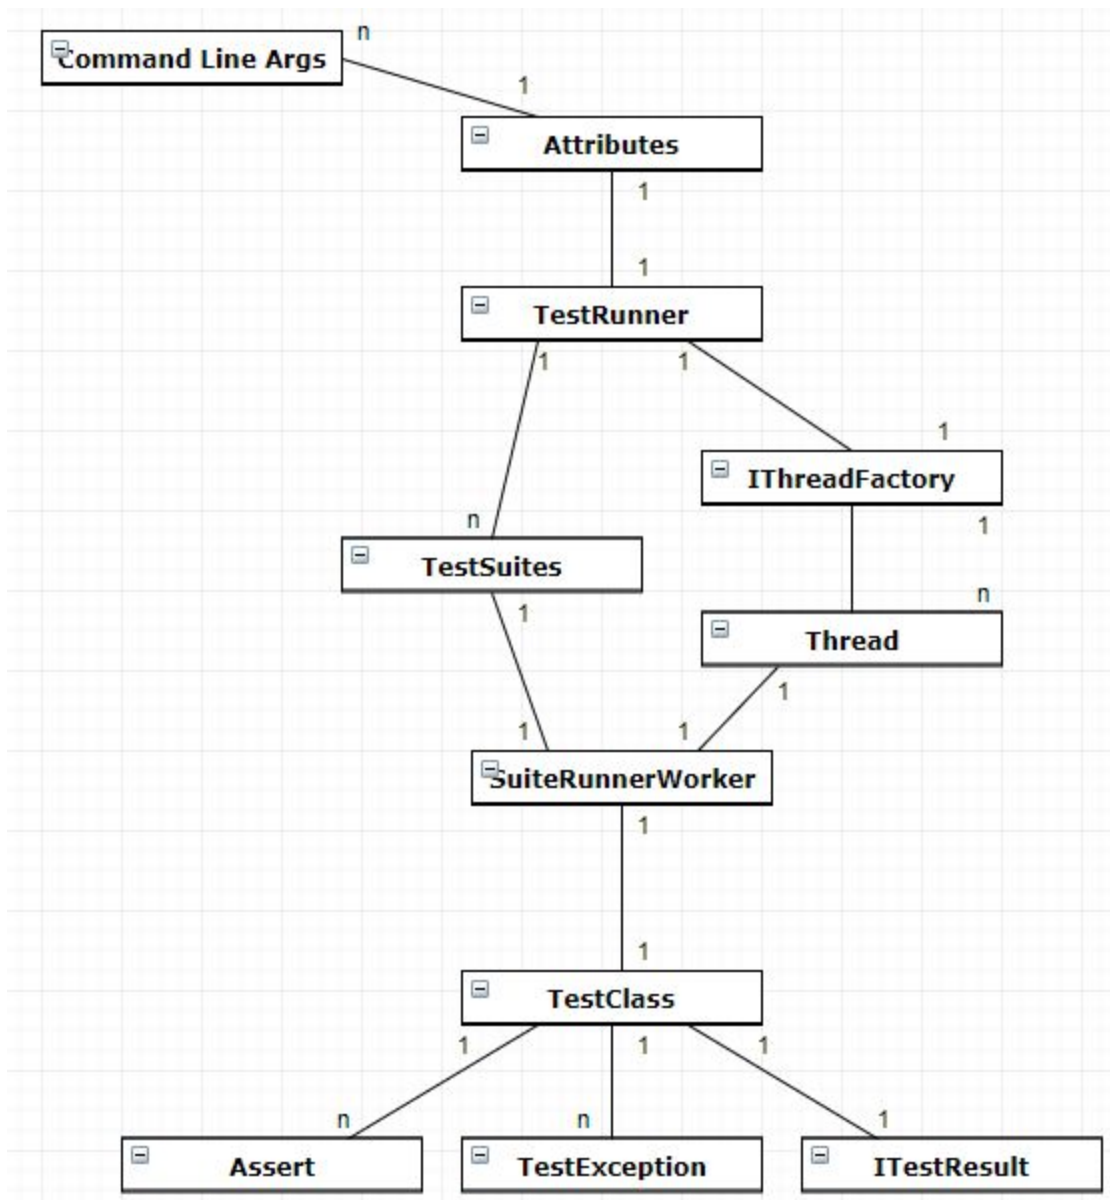 n
Command Line Args
1
Attributes
1
1
TestRunner
1 1
1
IThreadFactory
n 1
TestSuites
n
1
Thread
1
1 1
SuiteRunnerWorker
1
1
TestClass
1 1 1
n n 1
Assert TestException ITestResult